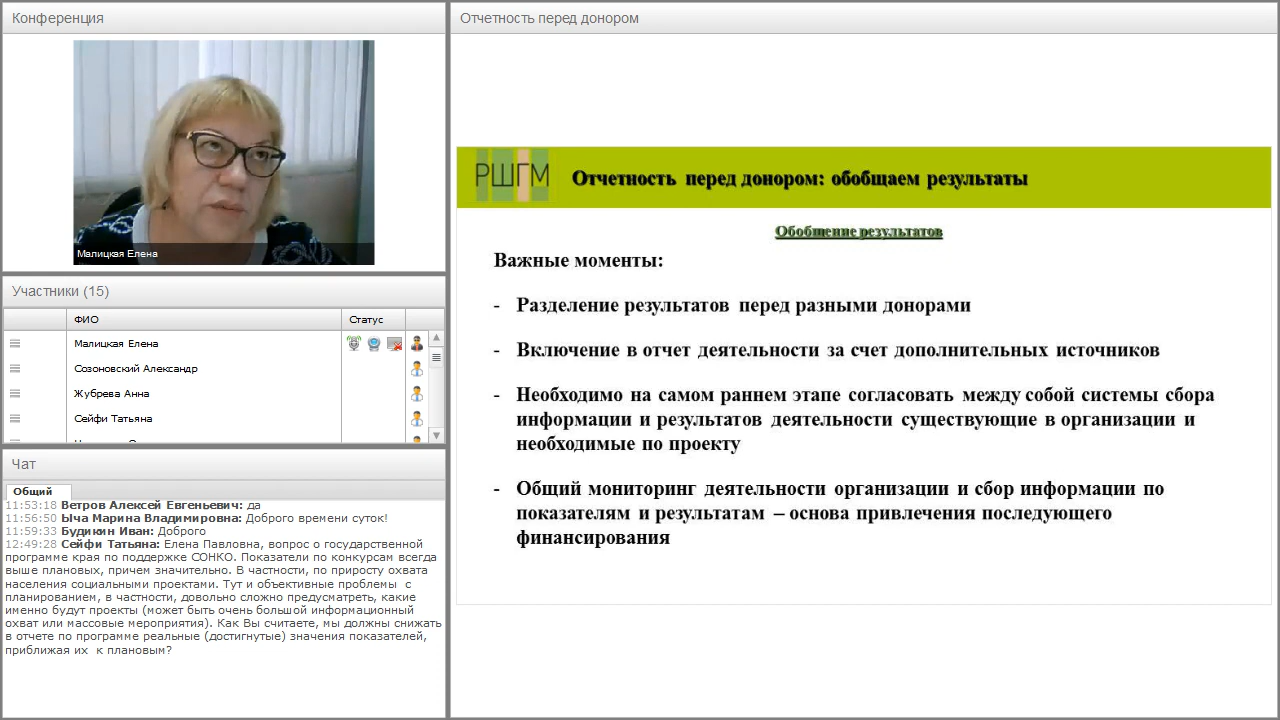 Конференция
Малицкая Елена
Участники (15)
ФИО
Статус
Малицкая Елена
Созоновский Александр
Жубрева Анна
Сейфи Татьяна
Чат
Общий
11:53:18 Ветров Алексей Евгеньевич: да
11:56:50 Ыча Марина Владимировна: Доброго времени суток!
11:59:33 Будикин Иван: Доброго
12:49:28 Сейфи Татьяна: Елена Павловна, вопрос о государственной
программе края по поддержке СОНКО. Показатели по конкурсам всегда
выше плановых, причем значительно. В частности, по приросту охвата
населения социальными проектами. Тут и объективные проблемы с
планированием, в частности, довольно сложно предусмотреть, какие
именно будут проекты (может быть очень большой информационный
охват или массовые мероприятия). Как Вы считаете, мы должны снижать
в отчете по программе реальные (достигнутые) значения показателей,
приближая их к плановым?
Отчетность перед донором
РШГМ
Отчетность перед донором: обобщаем результаты
Обобщение результатов
Важные моменты:
- Разделение результатов перед разными донорами
- Включение в отчет деятельности за счет дополнительных источников
- Необходимо на самом раннем этапе согласовать между собой системы сбора
информации и результатов деятельности существующие в организации и
необходимые по проекту
- Общий мониторинг деятельности организации и сбор информации по
показателям и результатам – основа привлечения последующего
финансирования